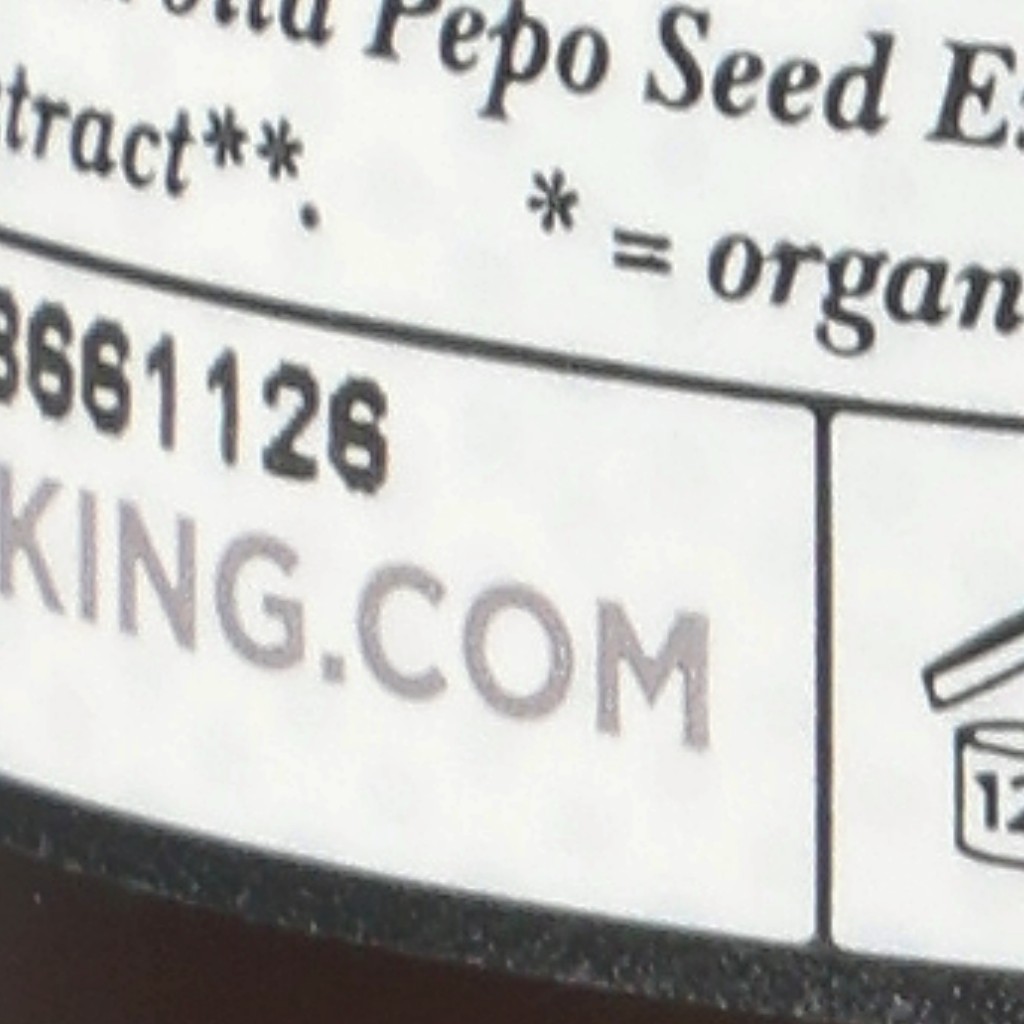 Pepo Seed
tract**. * = organ
3661126
KING.COM
12